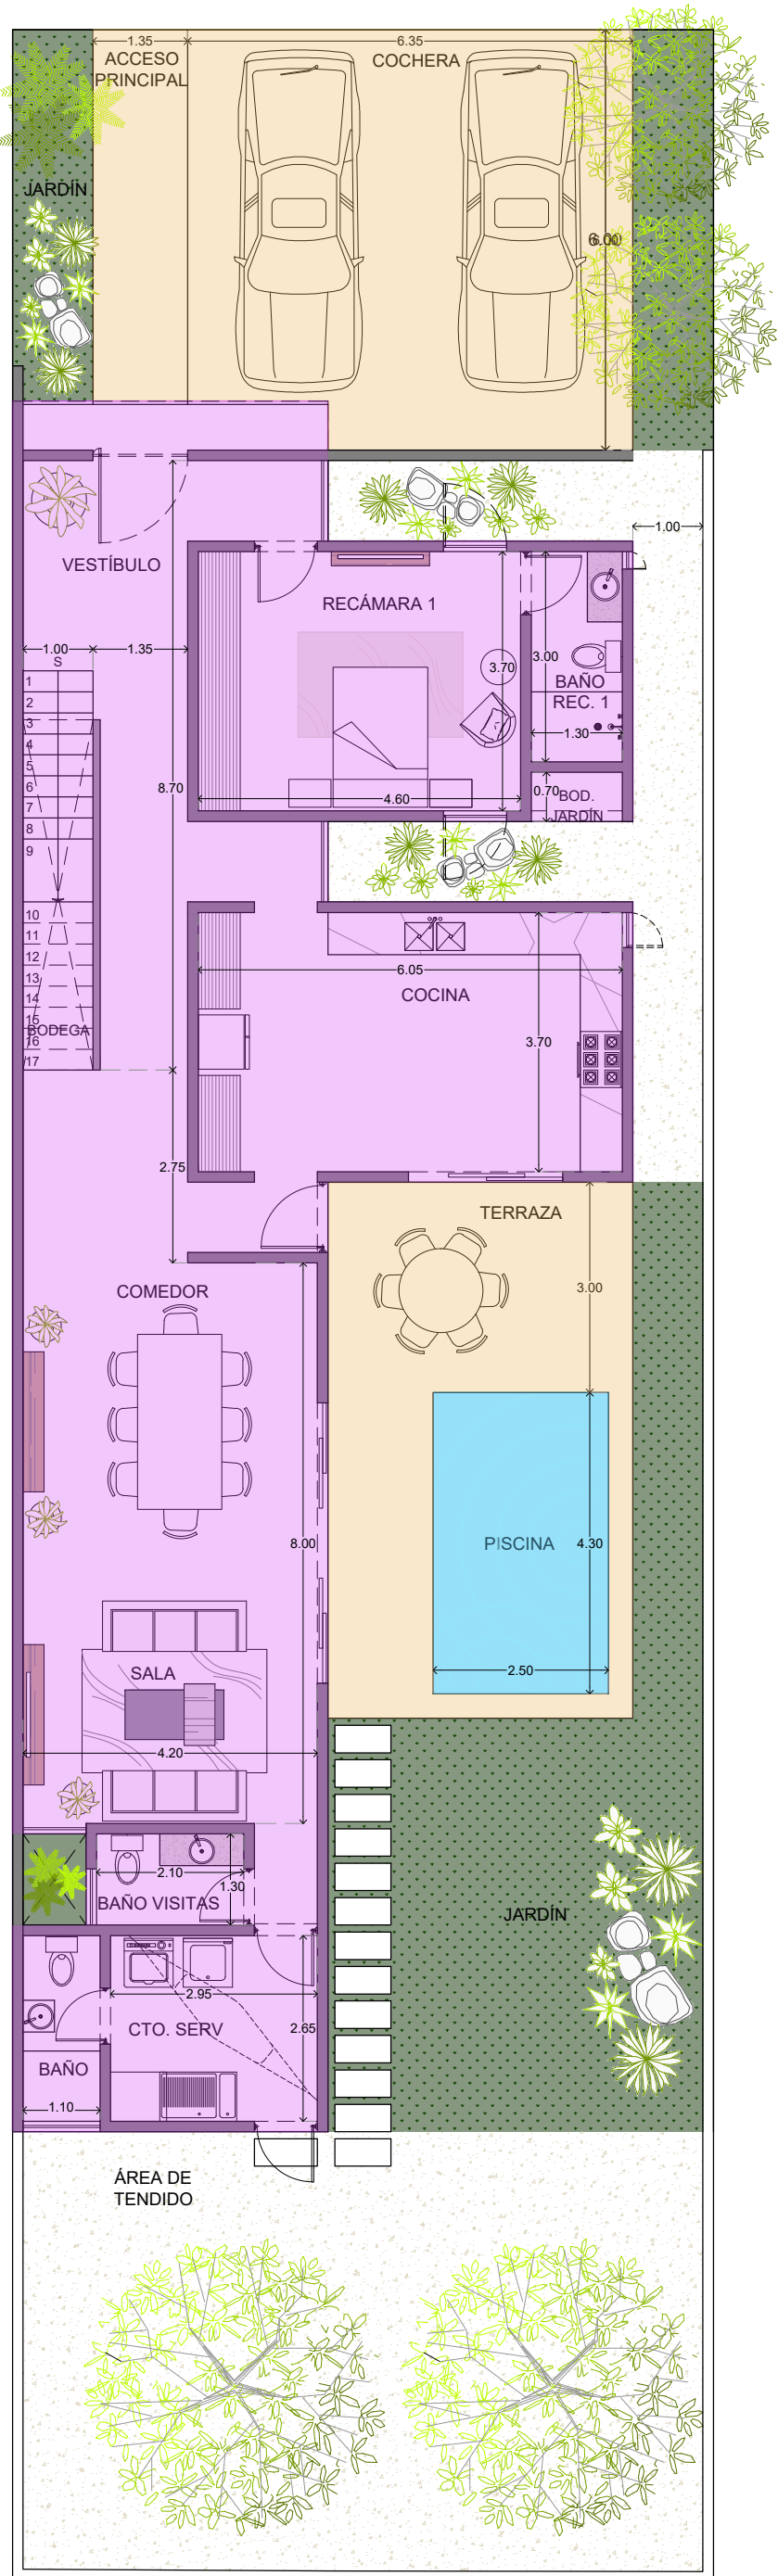 1.35
6.35
ACCESO
PRINCIPAL
COCHERA
JARDÍN
6.00
1.00
VESTÍBULO
RECÁMARA 1
1.00
1.35
S
3.70
3.00
BAÑO
REC. 1
1.30
1
2
3
4
5
6
7
8
9
8.70
4.60
0.70
BOD.
JARDÍN
10
11
12
13
14
15
BODEGA
16
17
6.05
COCINA
3.70
2.75
TERRAZA
3.00
COMEDOR
8.00
PISCINA
4.30
2.50
SALA
4.20
2.10
1.30
BAÑO VISITAS
JARDÍN
2.95
2.65
CTO. SERV
BAÑO
1.10
ÁREA DE
TENDIDO